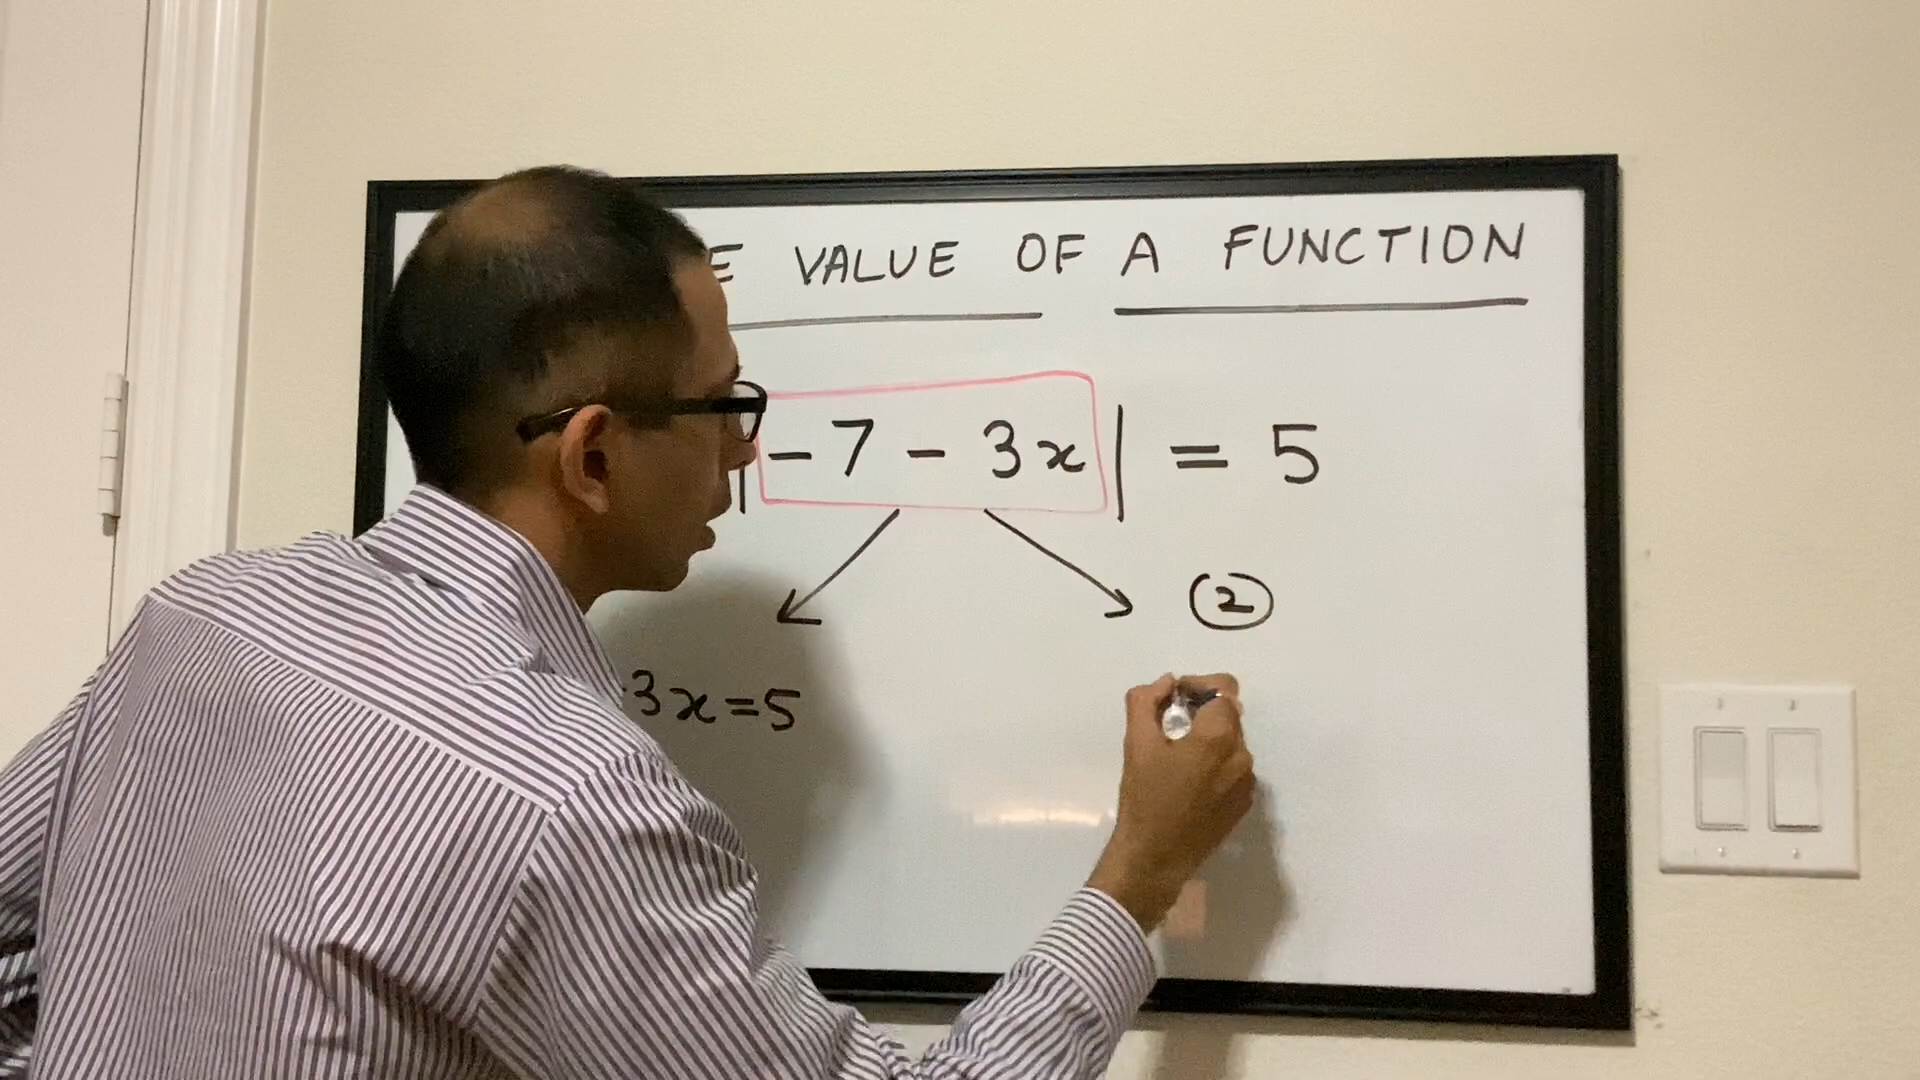 VALUE OF A FUNCTION
|-7 - 3x| = 5
2
3x=5